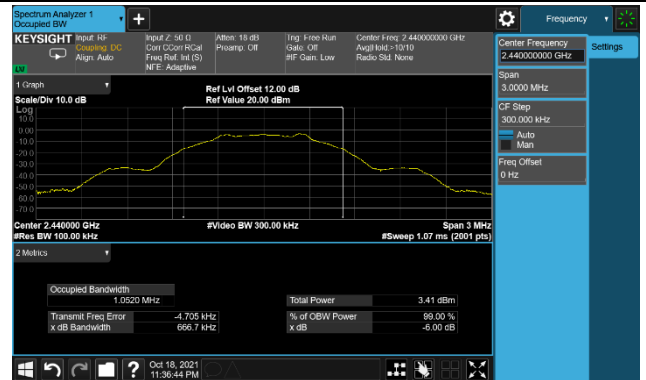 Spectrum Analyzer 1
Occupied BW
Frequency
KEYSIGHT
Input: RF
Coupling: DC
Align: Auto
Input Z: 50 Ω
Corr CCorr RCal
Freq Ref: Int (S)
NFE: Adaptive
Atten: 18 dB
Preamp: Off
Trig: Free Run
Gate: Off
#IF Gain: Low
Center Freq: 2.440000000 GHz
Avg|Hold:>10/10
Radio Std: None
1 Graph
Scale/Div 10.0 dB
Ref Lvl Offset 12.00 dB
Ref Value 20.00 dBm
Log
10.0
0.00
-10.0
-20.0
-30.0
-40.0
-50.0
-60.0
-70.0
Center 2.440000 GHz
#Video BW 300.00 kHz
Span 3 MHz
#Res BW 100.00 kHz
#Sweep 1.07 ms (2001 pts)
2 Metrics
Occupied Bandwidth
1.0520 MHz
Total Power 3.41 dBm
Transmit Freq Error -4.705 kHz
% of OBW Power 99.00 %
x dB Bandwidth 666.7 kHz
x dB -6.00 dB
Oct 18, 2021
11:36:44 PM
Center Frequency
2.440000000 GHz
Settings
Span
3.0000 MHz
CF Step
300.000 kHz
Auto
Man
Freq Offset
0 Hz